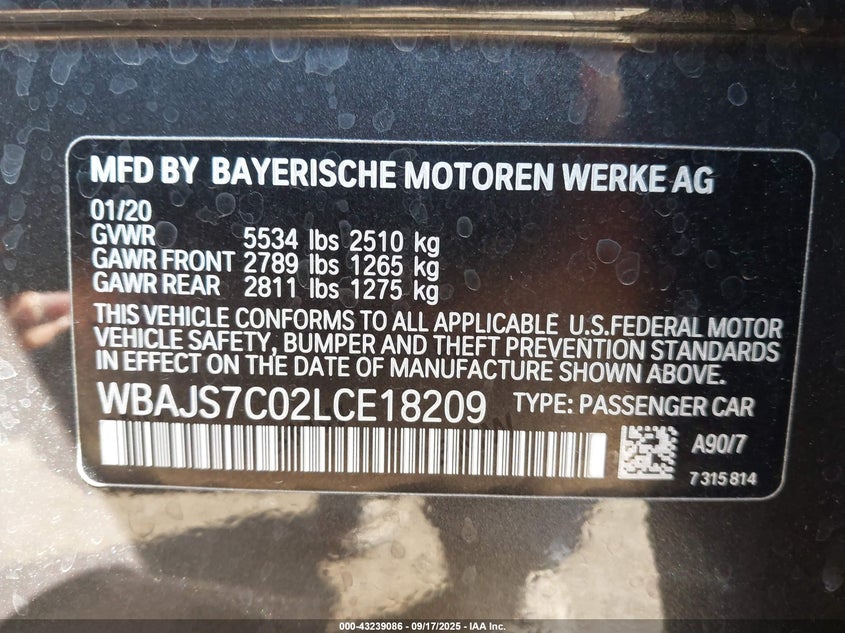 MFD BY BAYERISCHE MOTOREN WERKE AG
01/20
GVWR 5534 lbs 2510 kg
GAWR FRONT 2789 lbs 1265 kg
GAWR REAR 2811 lbs 1275 kg
THIS VEHICLE CONFORMS TO ALL APPLICABLE U.S.FEDERAL MOTOR
VEHICLE SAFETY, BUMPER AND THEFT PREVENTION STANDARDS
IN EFFECT ON THE DATE OF MANUFACTURE SHOWN ABOVE.
WBAJS7C02LCE18209 TYPE: PASSENGER CAR
A90/7
7315814
000-43239086 - 09/17/2025 - IAA Inc.